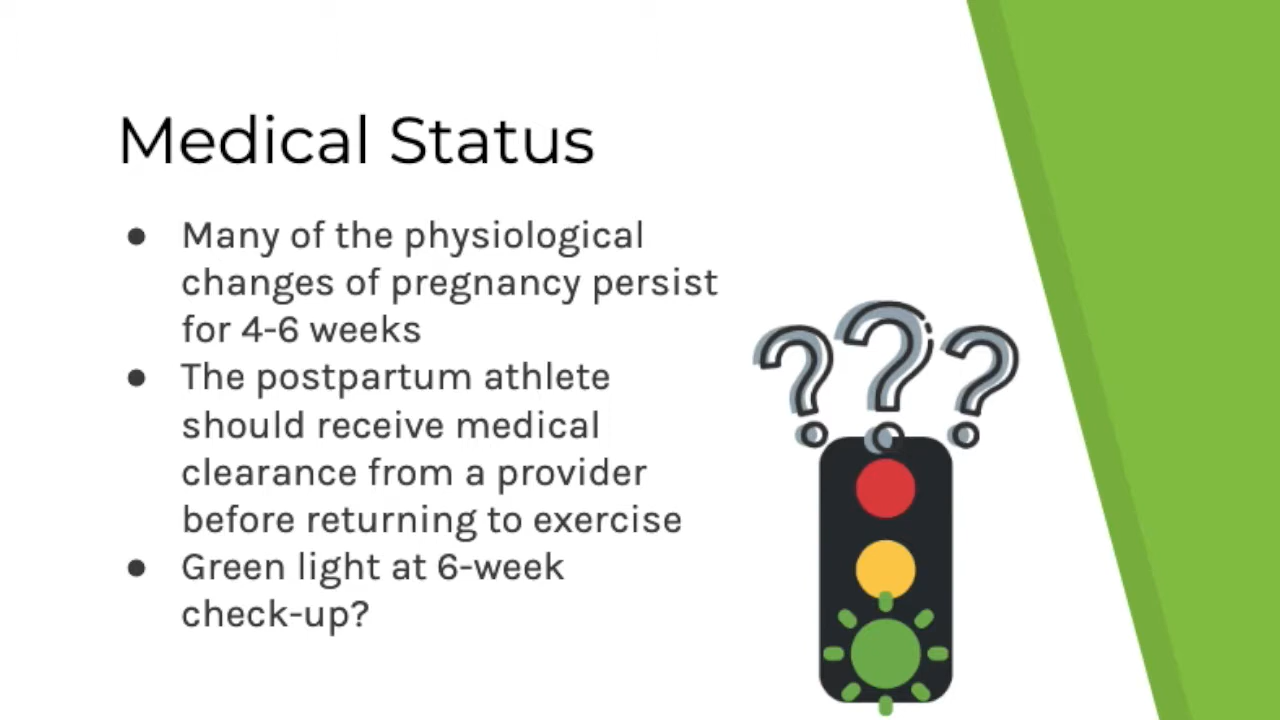 Medical Status
● Many of the physiological
changes of pregnancy persist
for 4-6 weeks
● The postpartum athlete
should receive medical
clearance from a provider
before returning to exercise
● Green light at 6-week
check-up?
???